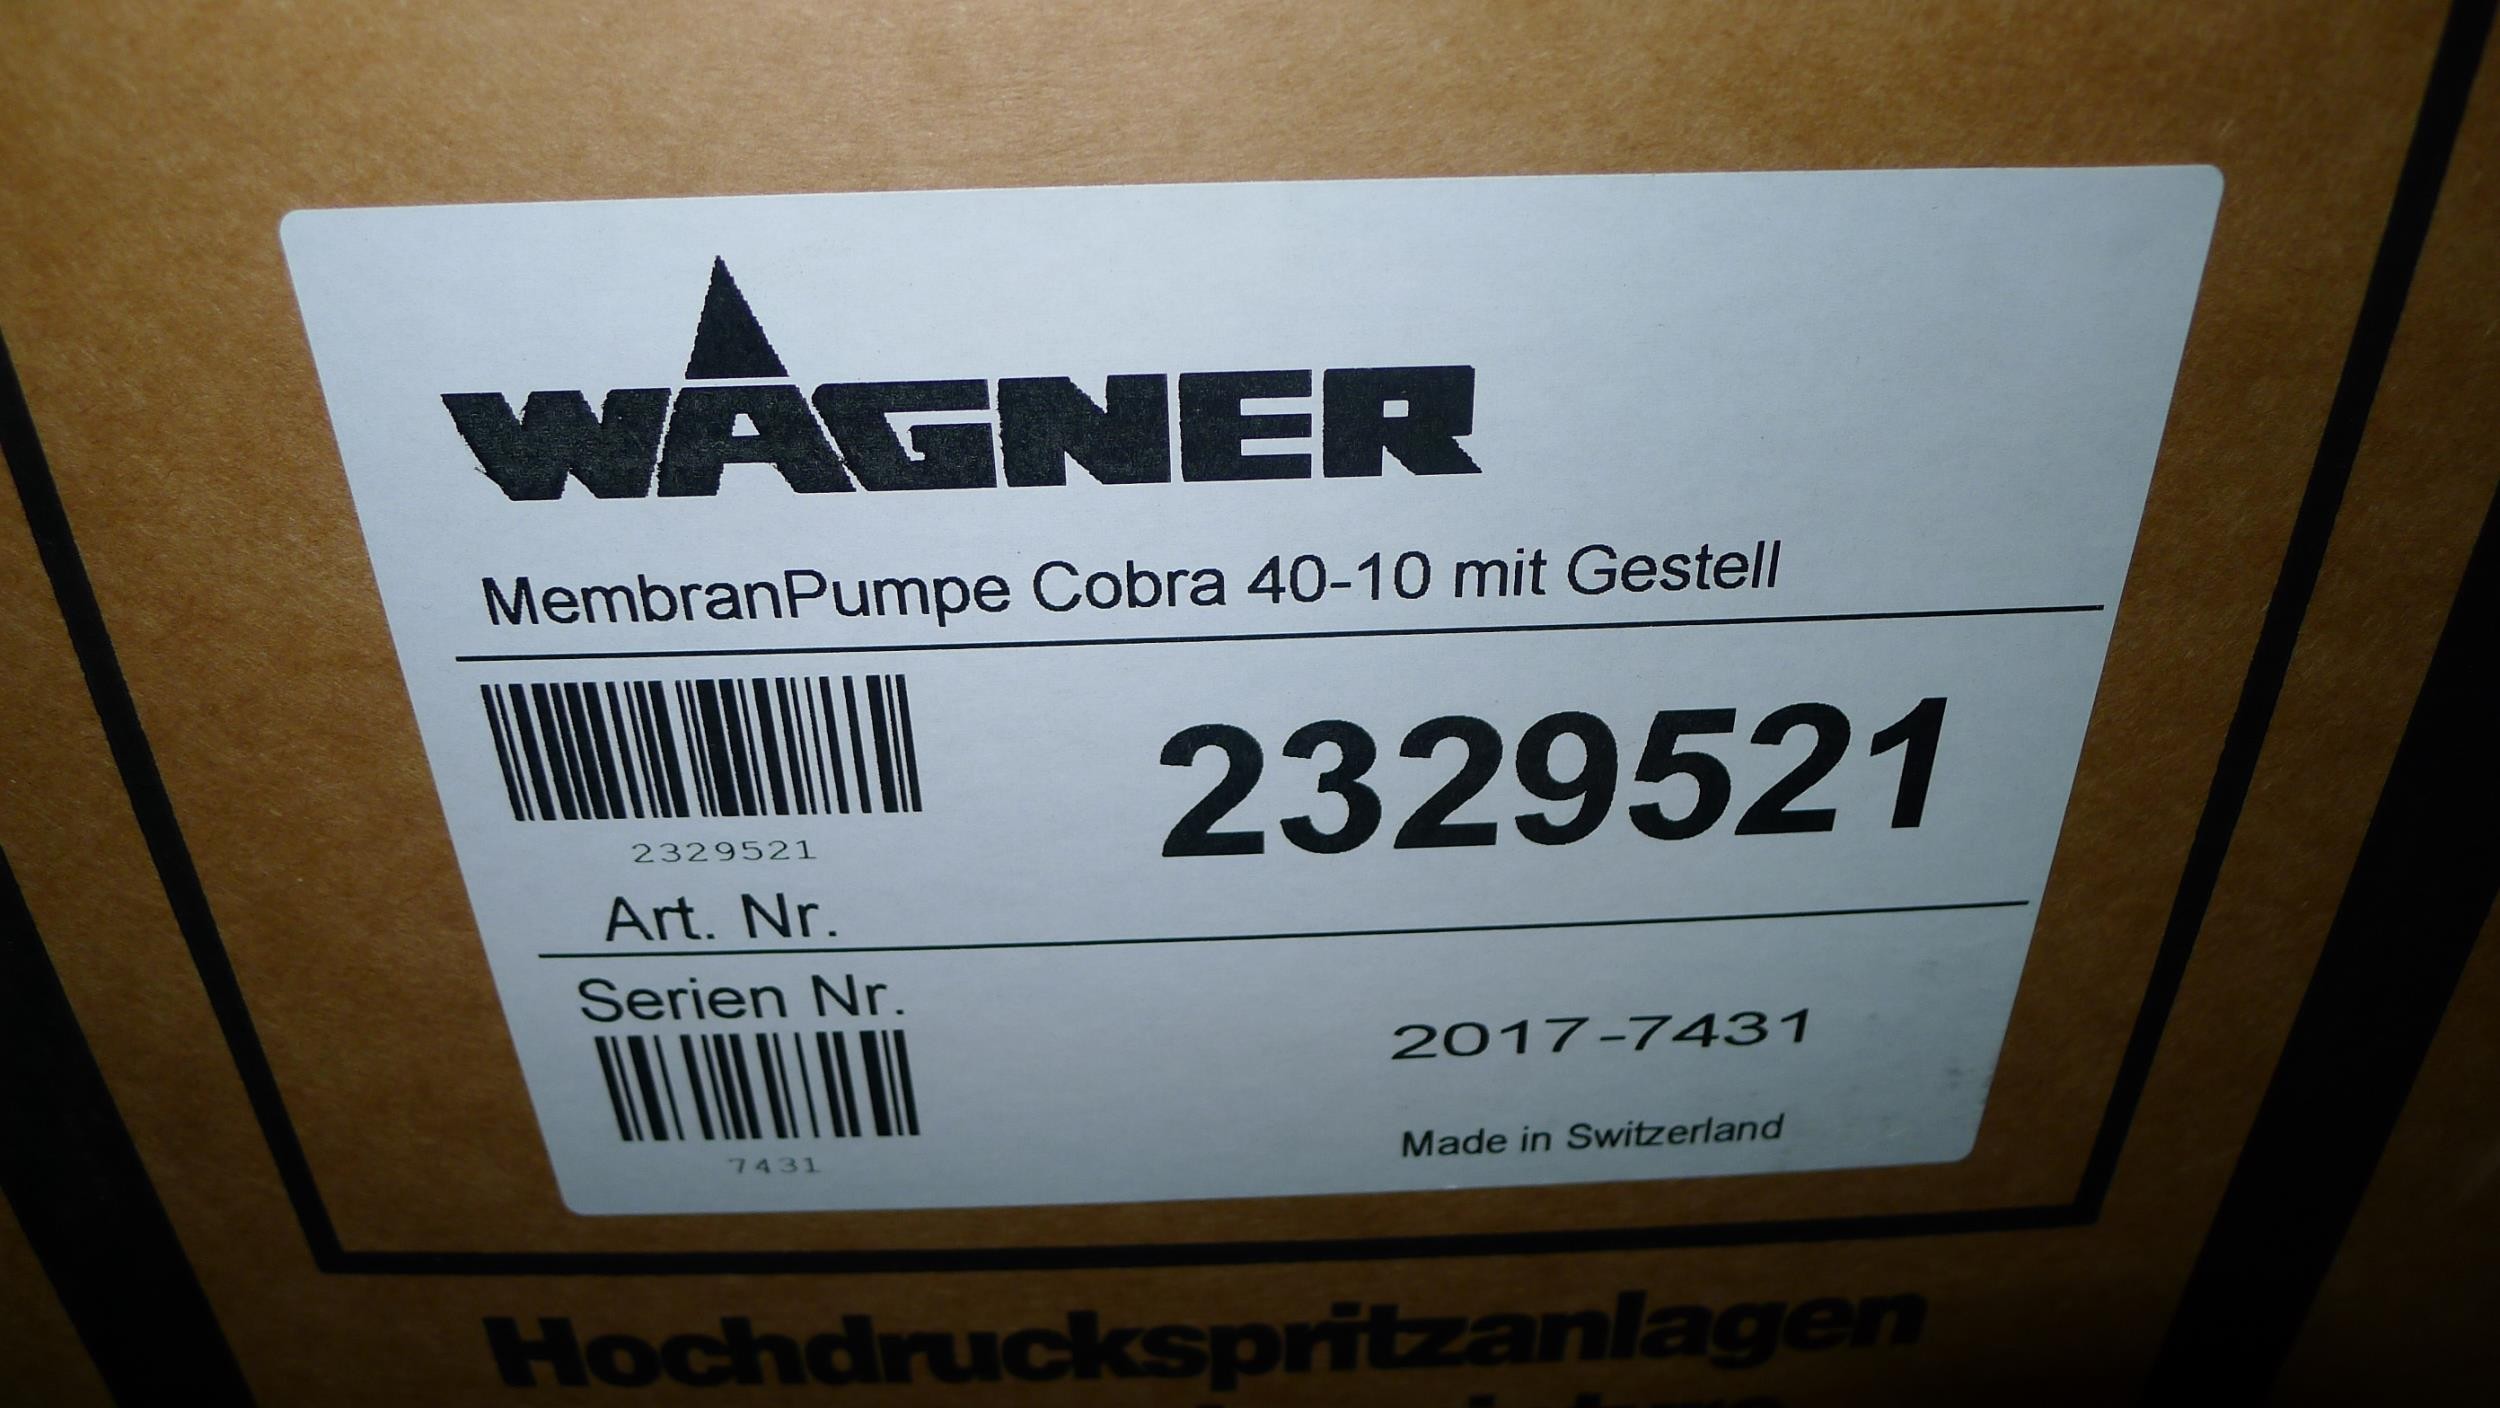 WAGNER
MembranPumpe Cobra 40-10 mit Gestell
2329521
2329521
Art. Nr.
Serien Nr.
2017-7431
7431
Made in Switzerland
Hochdruckspritzanlagen